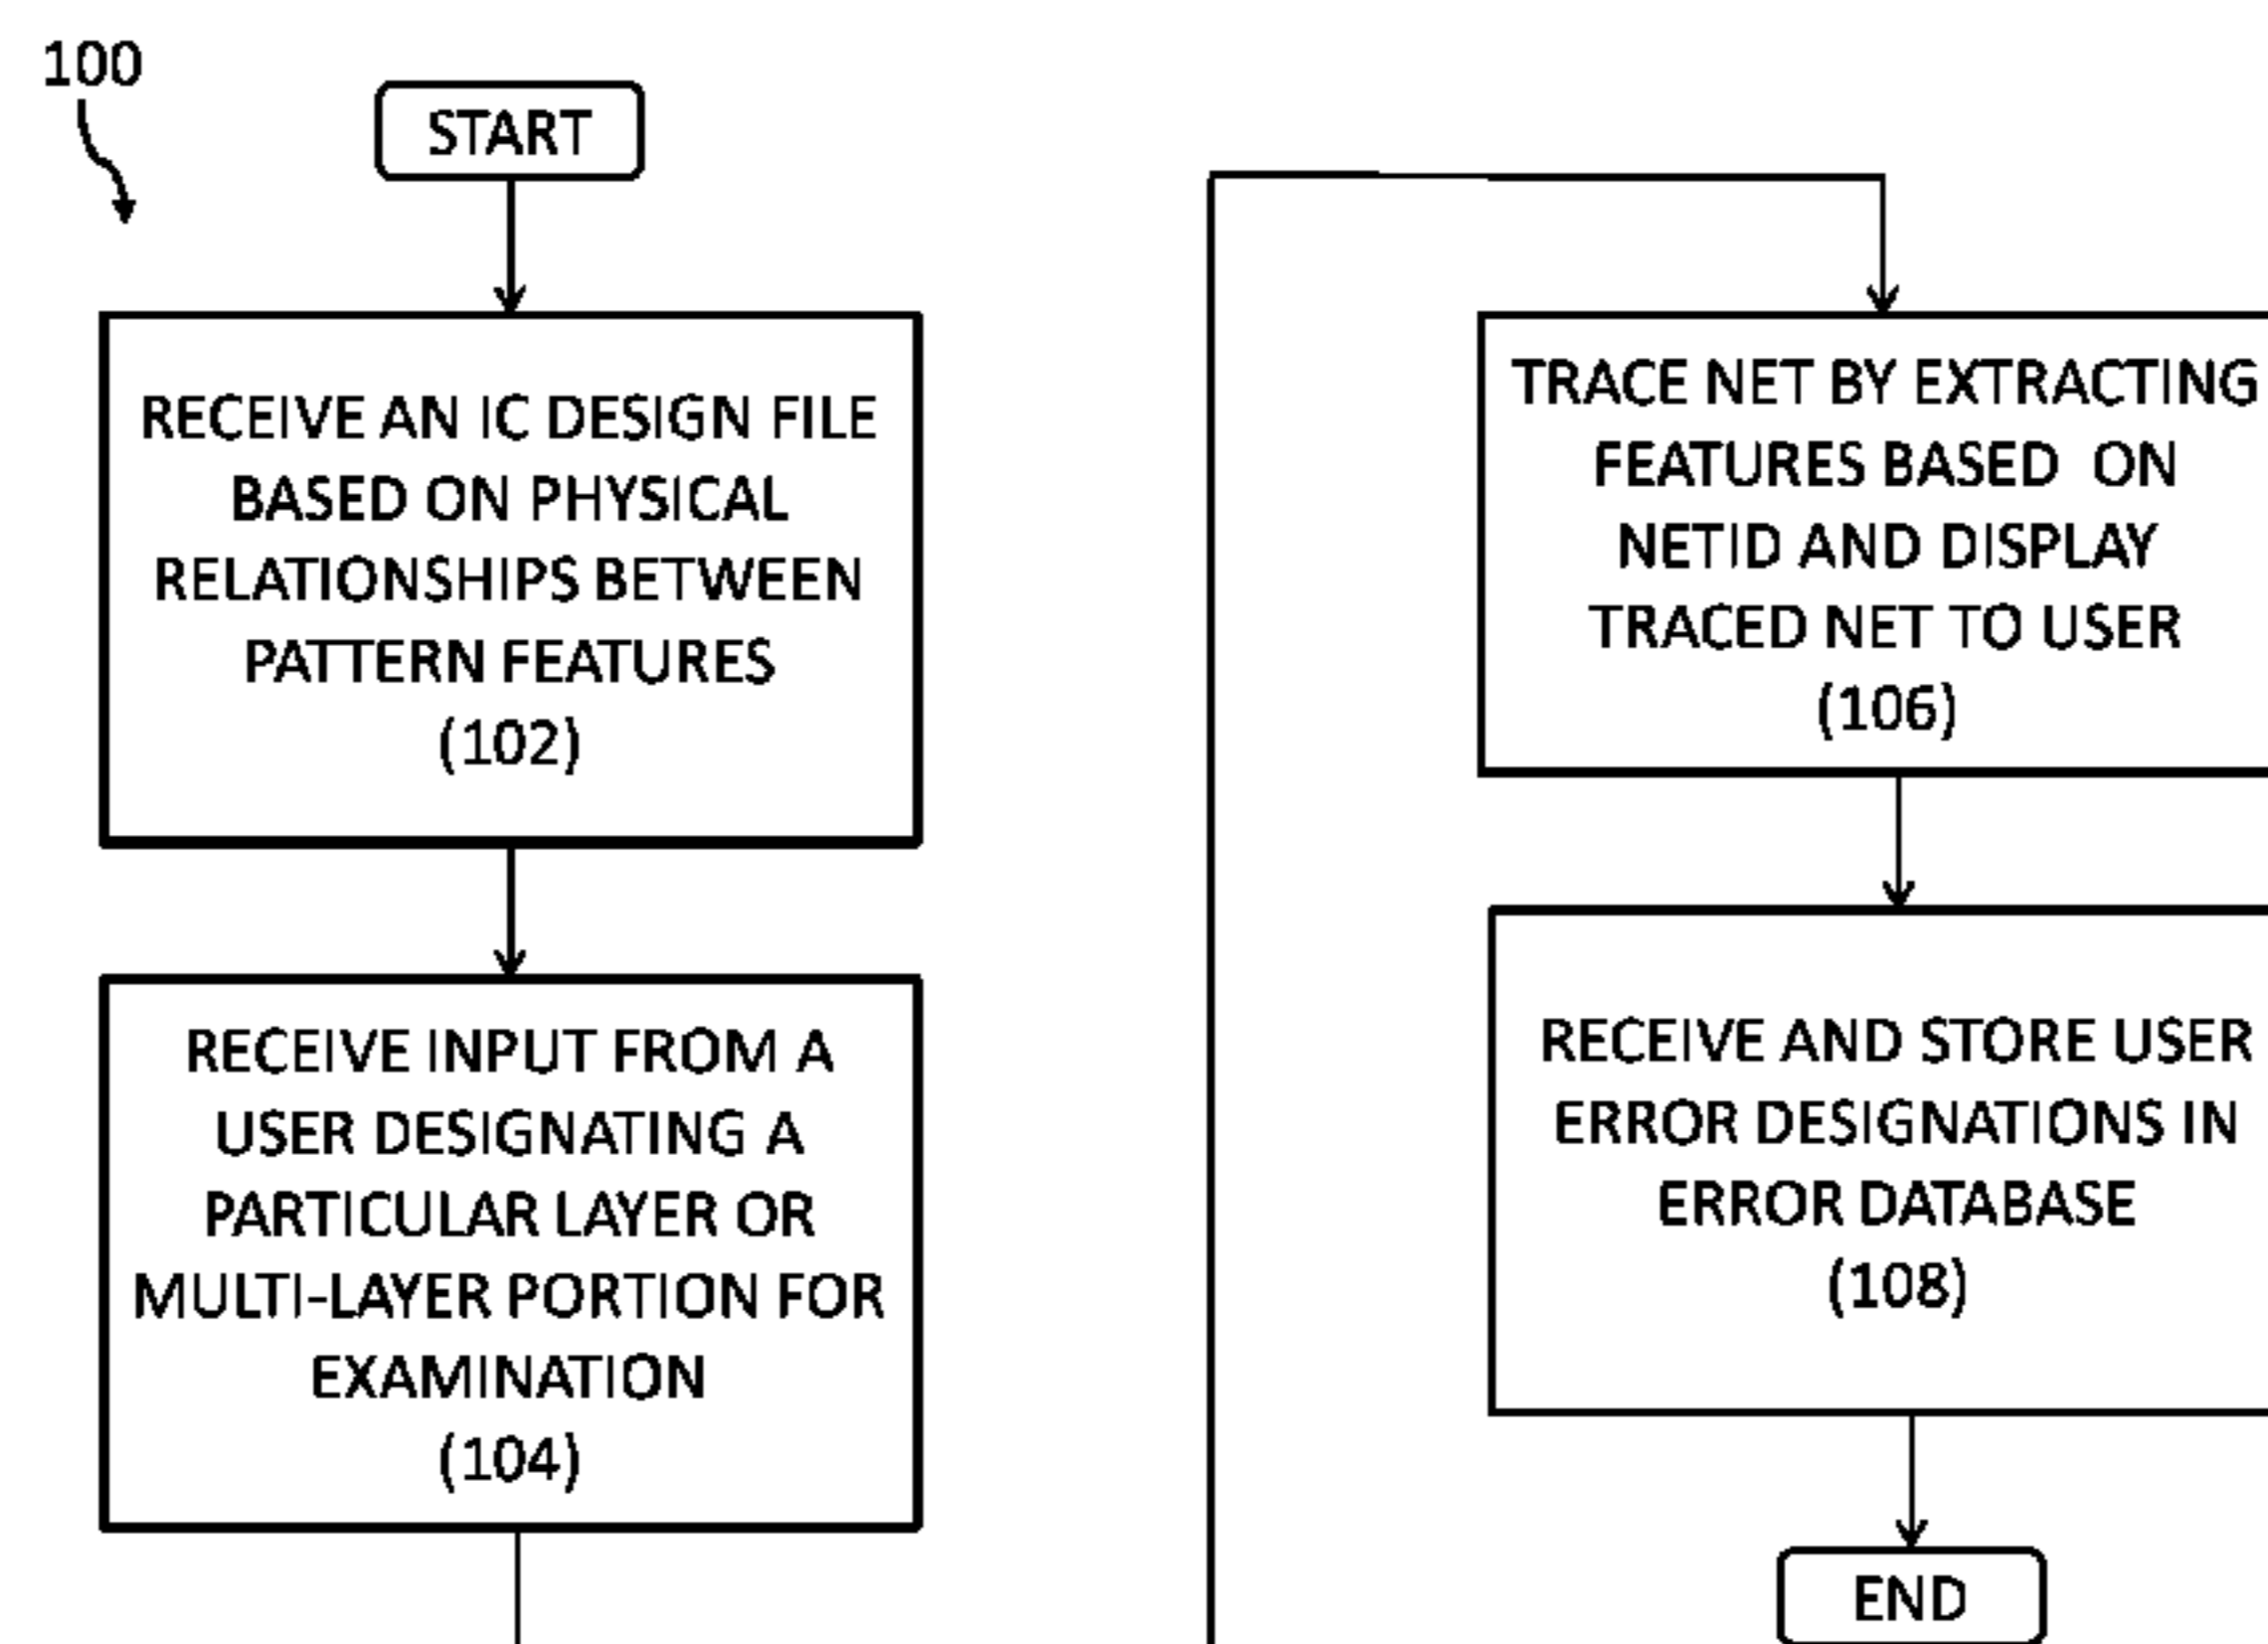 100
START
RECEIVE AN IC DESIGN FILE
BASED ON PHYSICAL
RELATIONSHIPS BETWEEN
PATTERN FEATURES
(102)
RECEIVE INPUT FROM A
USER DESIGNATING A
PARTICULAR LAYER OR
MULTI-LAYER PORTION FOR
EXAMINATION
(104)
TRACE NET BY EXTRACTING
FEATURES BASED ON
NETID AND DISPLAY
TRACED NET TO USER
(106)
RECEIVE AND STORE USER
ERROR DESIGNATIONS IN
ERROR DATABASE
(108)
END